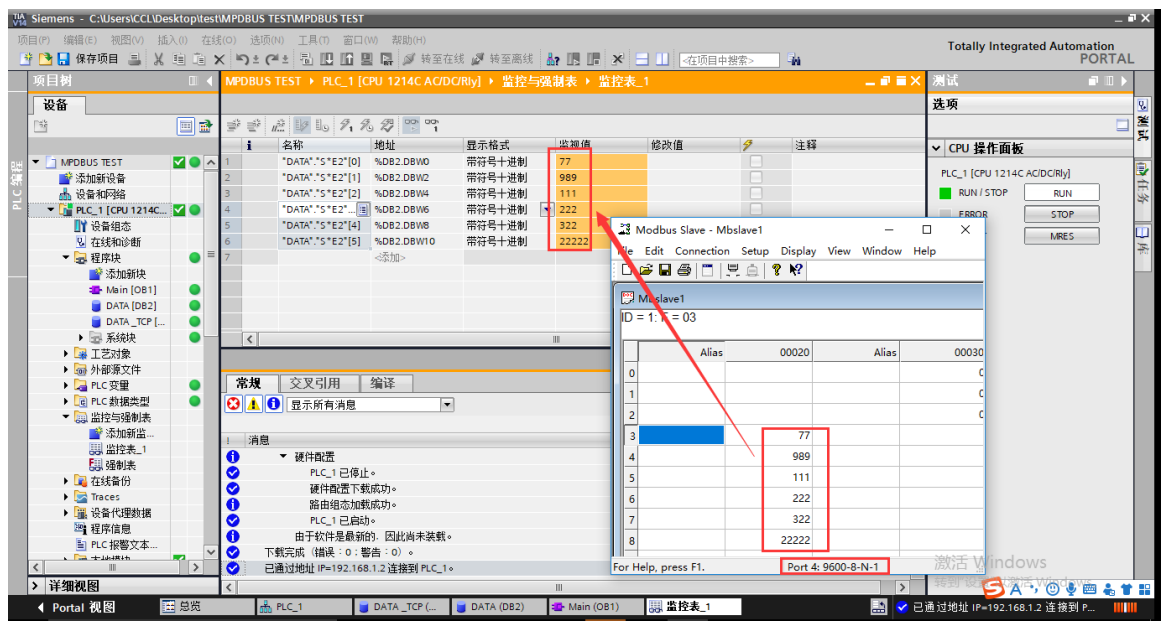 Siemens - C:\Users\CCL\Desktop\test\MPDBUS TEST\MPDBUS TEST
项目(P) 编辑(E) 视图(V) 插入(I) 在线(O) 选项(N) 工具(T) 窗口(W) 帮助(H)
Totally Integrated Automation
PORTAL
保存项目 转至在线 转至离线 <在项目中搜索>
项目树
MPDBUS TEST ▸ PLC_1 [CPU 1214C AC/DC/Rly] ▸ 监控与强制表 ▸ 监控表_1
测试
设备
选项
i 名称 地址 显示格式 监视值 修改值 注释
1 "DATA"."S*E2"[0] %DB2.DBW0 带符号十进制 77
2 "DATA"."S*E2"[1] %DB2.DBW2 带符号十进制 989
3 "DATA"."S*E2"[2] %DB2.DBW4 带符号十进制 111
4 "DATA"."S*E2"... %DB2.DBW6 带符号十进制 222
5 "DATA"."S*E2"[4] %DB2.DBW8 带符号十进制 322
6 "DATA"."S*E2"[5] %DB2.DBW10 带符号十进制 22222
7 <添加>
CPU 操作面板
PLC_1 [CPU 1214C AC/DC/Rly]
RUN / STOP RUN
ERROR STOP
MRES
测试
任务
库
PLC 编程
MPDBUS TEST
添加新设备
设备和网络
PLC_1 [CPU 1214C...
设备组态
在线和诊断
程序块
添加新块
Main [OB1]
DATA [DB2]
DATA_TCP [...
系统块
工艺对象
外部源文件
PLC 变量
PLC 数据类型
监控与强制表
添加新监...
监控表_1
强制表
在线备份
Traces
设备代理数据
程序信息
PLC 报警文本...
详细视图
常规 交叉引用 编译
显示所有消息
! 消息
硬件配置
PLC_1 已停止。
硬件配置下载成功。
路由组态加载成功。
PLC_1 已启动。
由于软件是最新的，因此尚未装载。
下载完成（错误：0；警告：0）。
已通过地址 IP=192.168.1.2 连接到 PLC_1。
Modbus Slave - Mbslave1
File Edit Connection Setup Display View Window Help
Mbslave1
ID = 1: F = 03
Alias 00020 Alias 00030
0
1
2
3 77
4 989
5 111
6 222
7 322
8 22222
For Help, press F1. Port 4: 9600-8-N-1
激活 Windows
Portal 视图 总览 PLC_1 DATA_TCP (... DATA (DB2) Main (OB1) 监控表_1 已通过地址 IP=192.168.1.2 连接到 P...